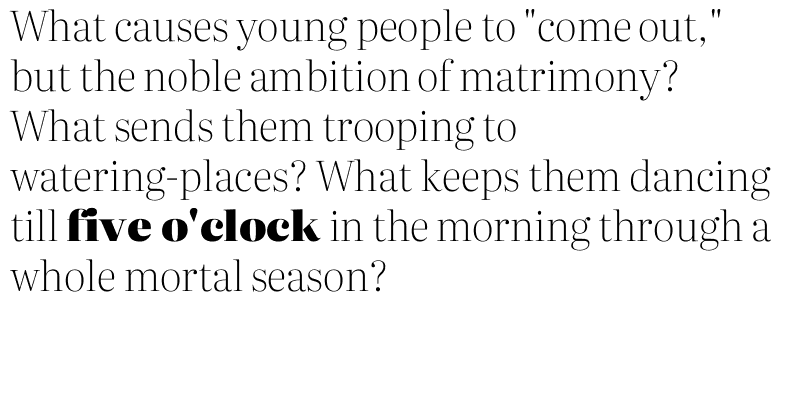 What causes young people to "come out,"
but the noble ambition of matrimony?
What sends them trooping to
watering-places? What keeps them dancing
till five o'clock in the morning through a
whole mortal season?